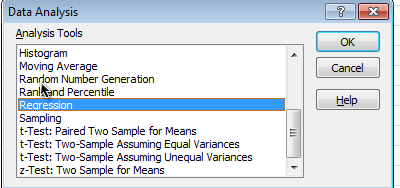 Data Analysis
?
Analysis Tools
Histogram
Moving Average
Random Number Generation
Rank and Percentile
Regression
Sampling
t-Test: Paired Two Sample for Means
t-Test: Two-Sample Assuming Equal Variances
t-Test: Two-Sample Assuming Unequal Variances
z-Test: Two Sample for Means
OK
Cancel
Help